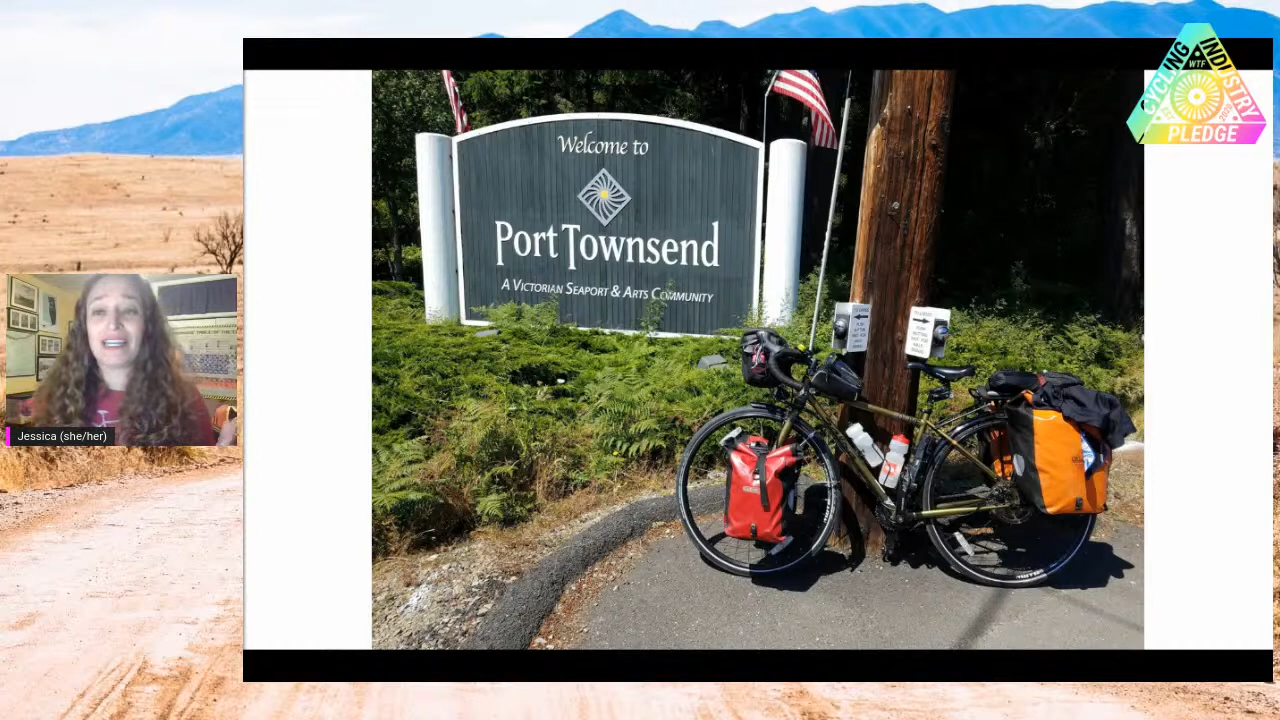 Welcome to
Port Townsend
A Victorian Seaport & Arts Community
CYCLING
INDUSTRY
WTF
PLEDGE
Jessica (she/her)